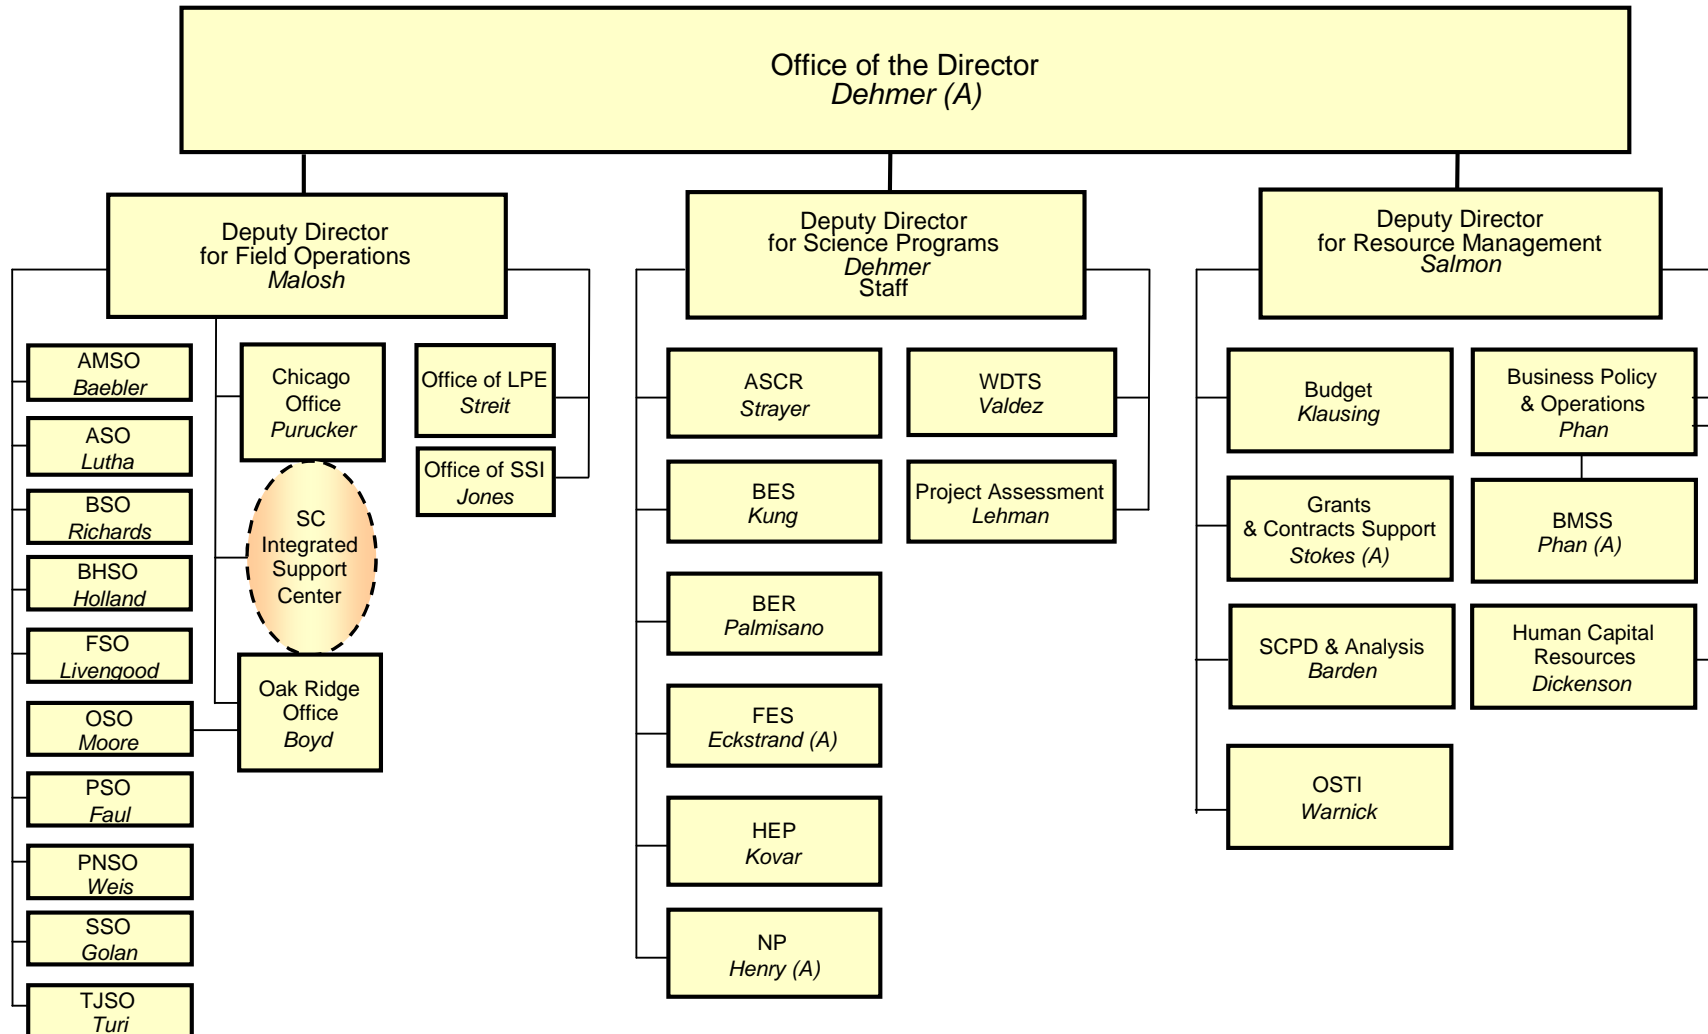 Office of the Director
Dehmer (A)
Deputy Director
for Field Operations
Malosh
AMSO
Baebler
ASO
Lutha
BSO
Richards
BHSO
Holland
FSO
Livengood
OSO
Moore
PSO
Faul
PNSO
Weis
SSO
Golan
TJSO
Turi
Chicago
Office
Purucker
SC
Integrated
Support
Center
Oak Ridge
Office
Boyd
Office of LPE
Streit
Office of SSI
Jones
Deputy Director
for Science Programs
Dehmer
Staff
ASCR
Strayer
BES
Kung
BER
Palmisano
FES
Eckstrand (A)
HEP
Kovar
NP
Henry (A)
WDTS
Valdez
Project Assessment
Lehman
Deputy Director
for Resource Management
Salmon
Budget
Klausing
Grants
& Contracts Support
Stokes (A)
SCPD & Analysis
Barden
OSTI
Warnick
Business Policy
& Operations
Phan
BMSS
Phan (A)
Human Capital
Resources
Dickenson